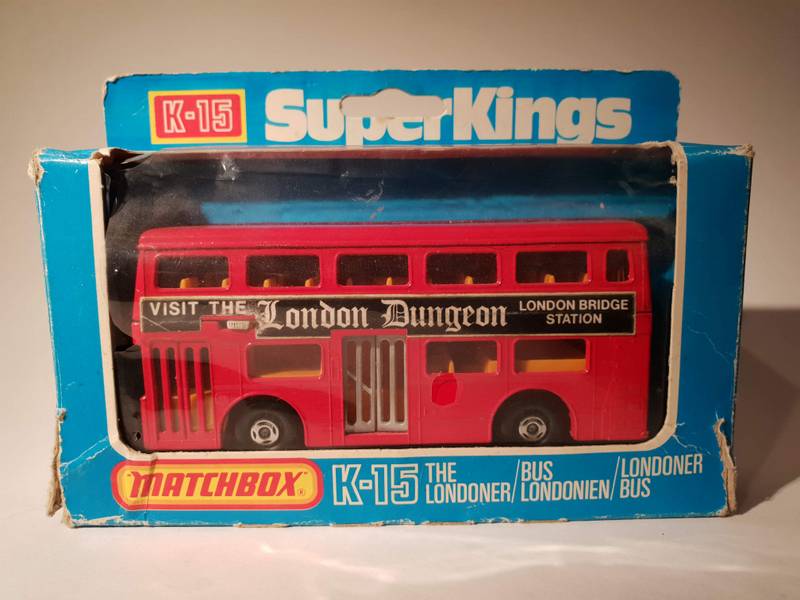 K-15 SuperKings
VISIT THE London Dungeon LONDON BRIDGE
STATION
MATCHBOX® K-15 THE
LONDONER/BUS
LONDONIEN/LONDONER
BUS